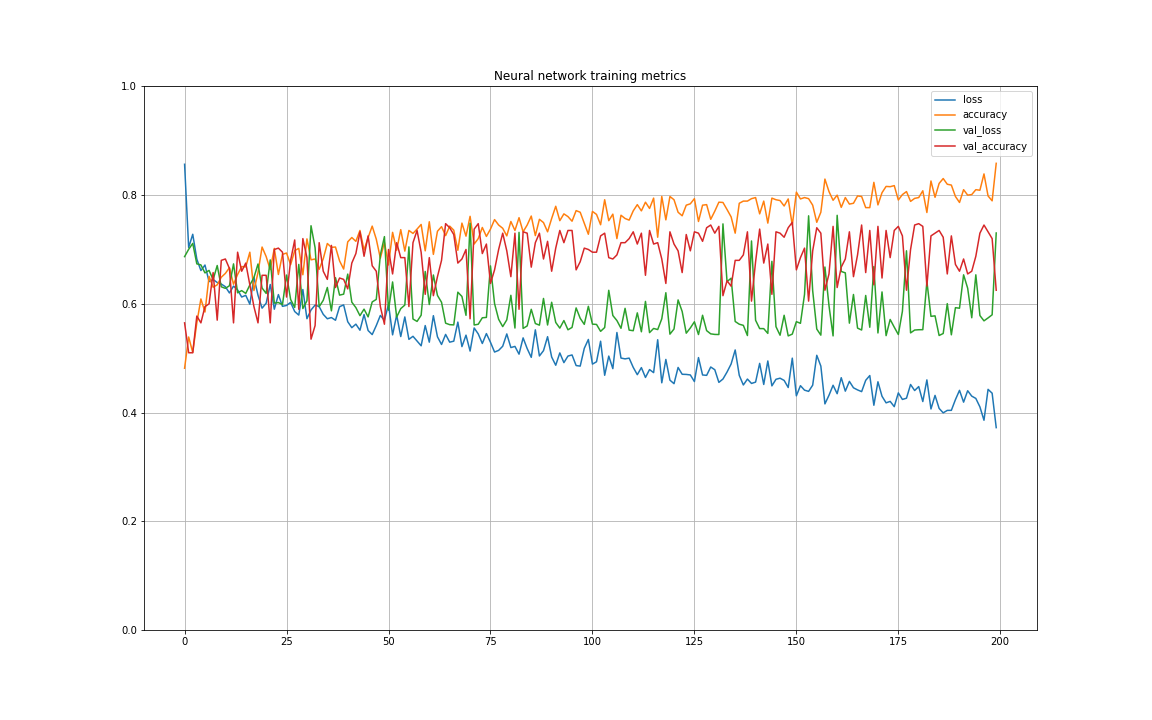 Neural network training metrics
1.0
0.8
0.6
0.4
0.2
0.0
loss
accuracy
val_loss
val_accuracy
0 25 50 75 100 125 150 175 200